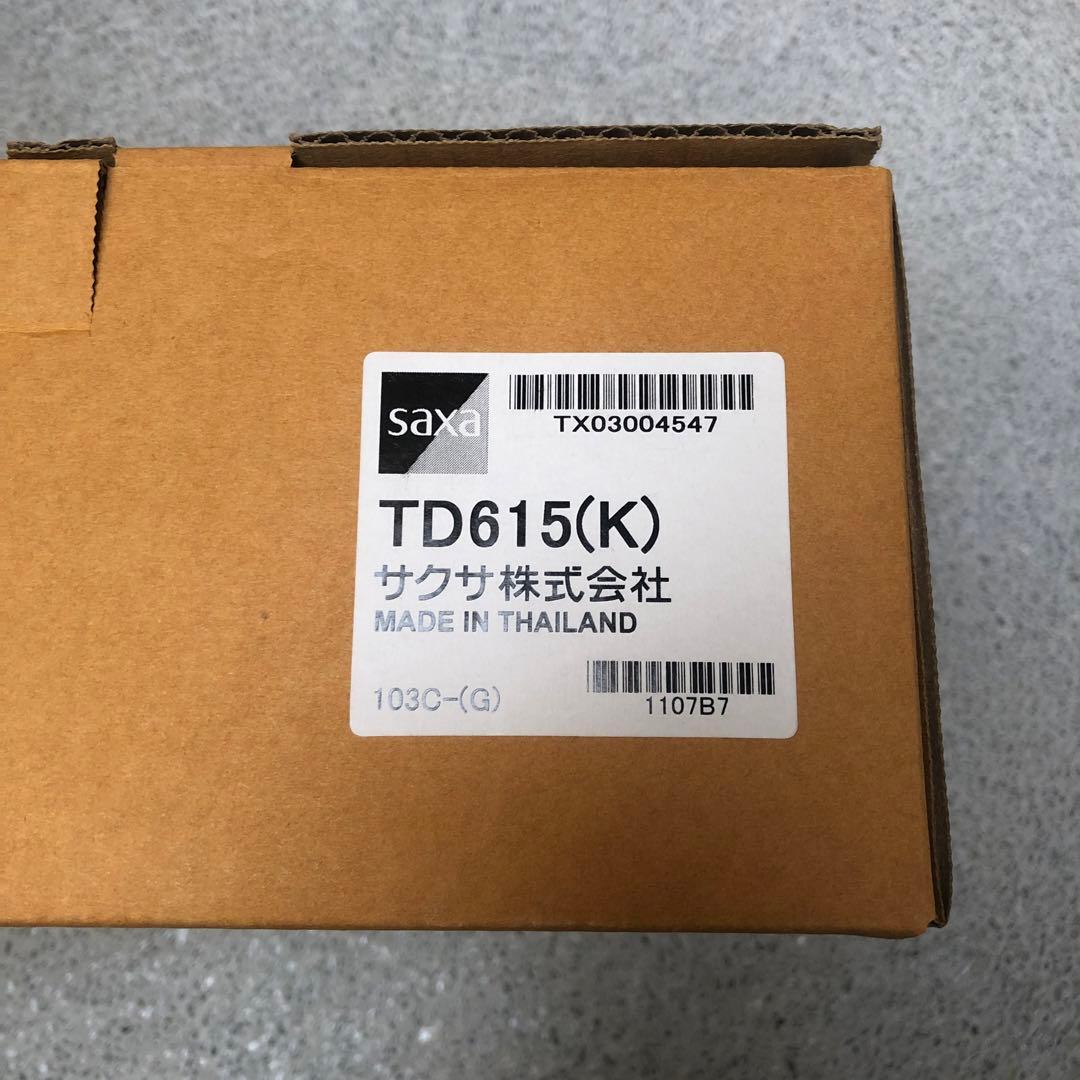 saxa
TX03004547
TD615(K)
サクサ株式会社
MADE IN THAILAND
103C-(G)
1107B7